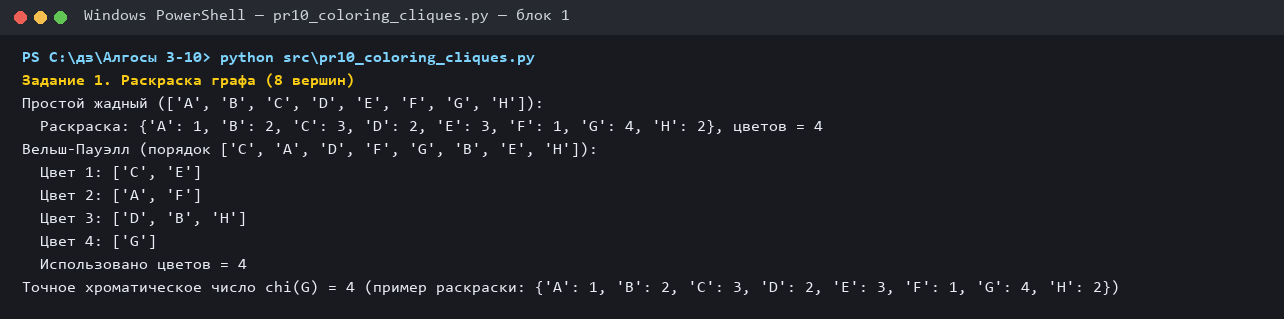 Windows PowerShell — pr10_coloring_cliques.py — блок 1
PS C:\дз\Алгосы 3-10> python src\pr10_coloring_cliques.py
Задание 1. Раскраска графа (8 вершин)
Простой жадный (['A', 'B', 'C', 'D', 'E', 'F', 'G', 'H']):
  Раскраска: {'A': 1, 'B': 2, 'C': 3, 'D': 2, 'E': 3, 'F': 1, 'G': 4, 'H': 2}, цветов = 4
Вельш-Пауэлл (порядок ['C', 'A', 'D', 'F', 'G', 'B', 'E', 'H']):
  Цвет 1: ['C', 'E']
  Цвет 2: ['A', 'F']
  Цвет 3: ['D', 'B', 'H']
  Цвет 4: ['G']
  Использовано цветов = 4
Точное хроматическое число chi(G) = 4 (пример раскраски: {'A': 1, 'B': 2, 'C': 3, 'D': 2, 'E': 3, 'F': 1, 'G': 4, 'H': 2})